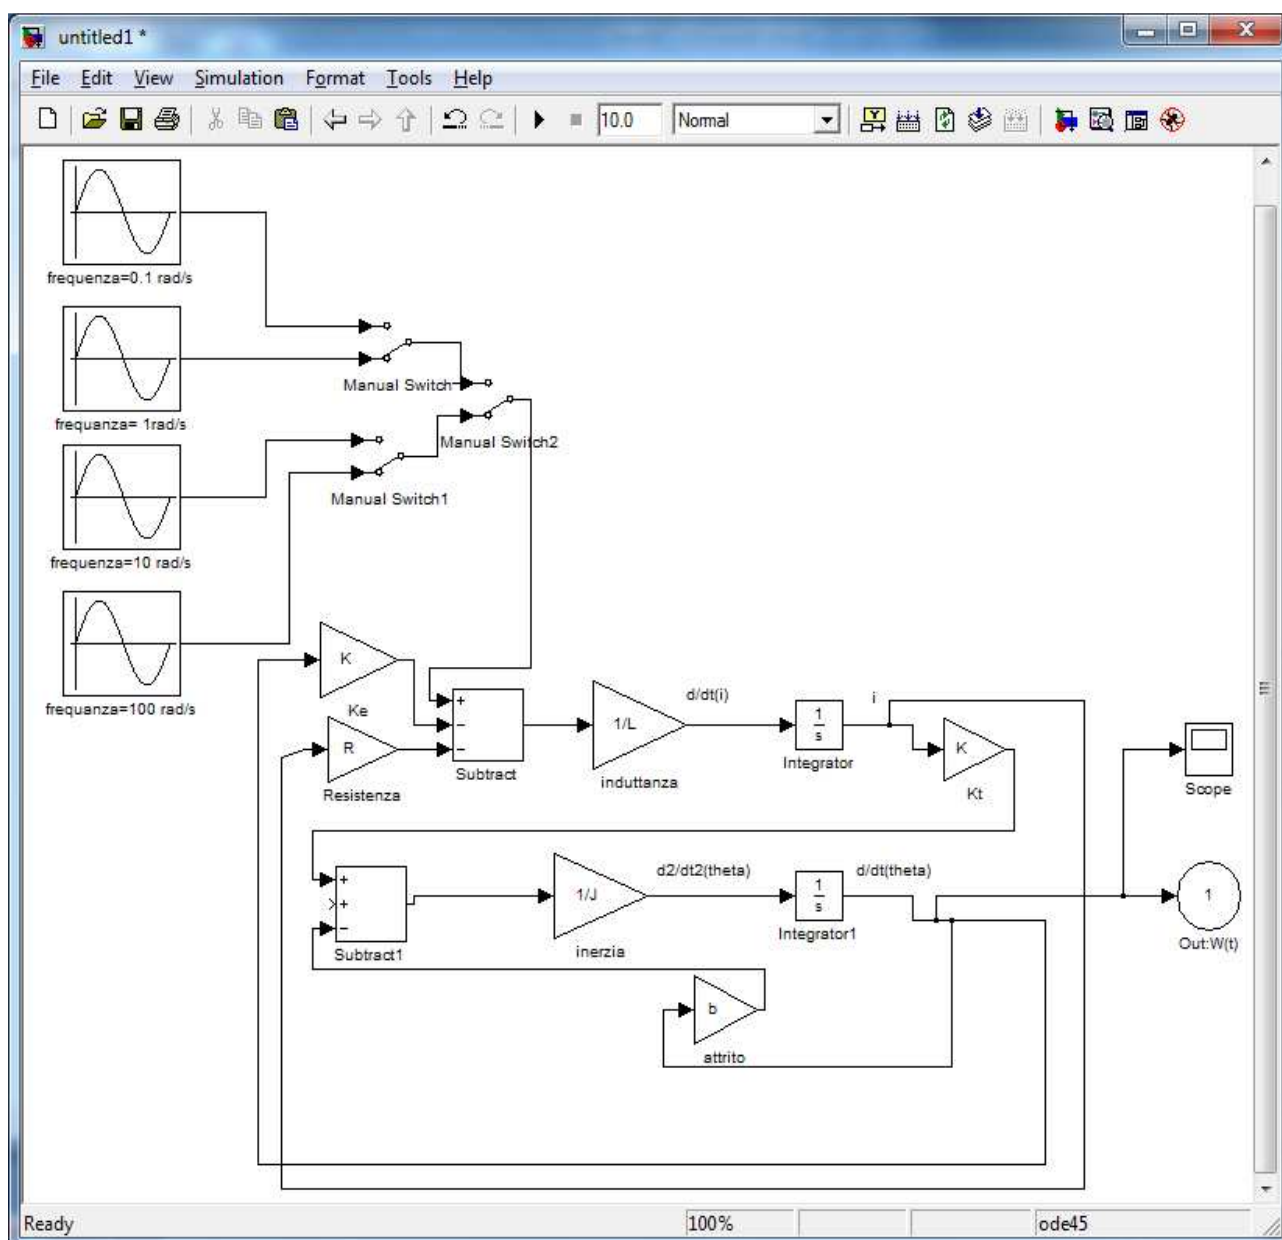 untitled1 *
File Edit View Simulation Format Tools Help
10.0 Normal
frequenza=0.1 rad/s
frequanza= 1rad/s
Manual Switch
Manual Switch2
frequenza=10 rad/s
Manual Switch1
frequanza=100 rad/s
K
Ke
R
Resistenza
+
−
−
Subtract
1/L
induttanza
d/dt(i)
1
s
Integrator
i
K
Kt
Scope
+
+
−
Subtract1
1/J
inerzia
d2/dt2(theta)
1
s
Integrator1
d/dt(theta)
1
Out:W(t)
b
attrito
Ready 100% ode45